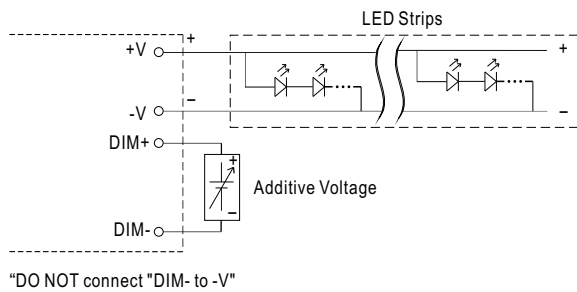 LED Strips
+V + +
-V − −
DIM+
+
Additive Voltage
−
DIM-
“DO NOT connect "DIM- to -V"